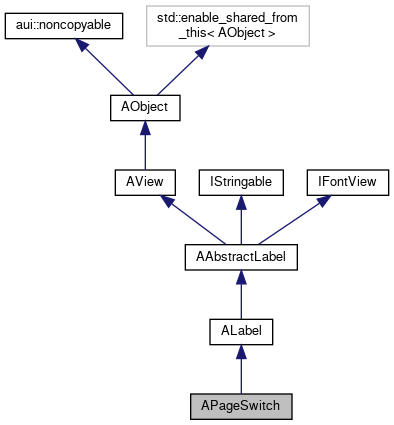 aui::noncopyable
std::enable_shared_from
_this< AObject >
AObject
AView
IStringable
IFontView
AAbstractLabel
ALabel
APageSwitch